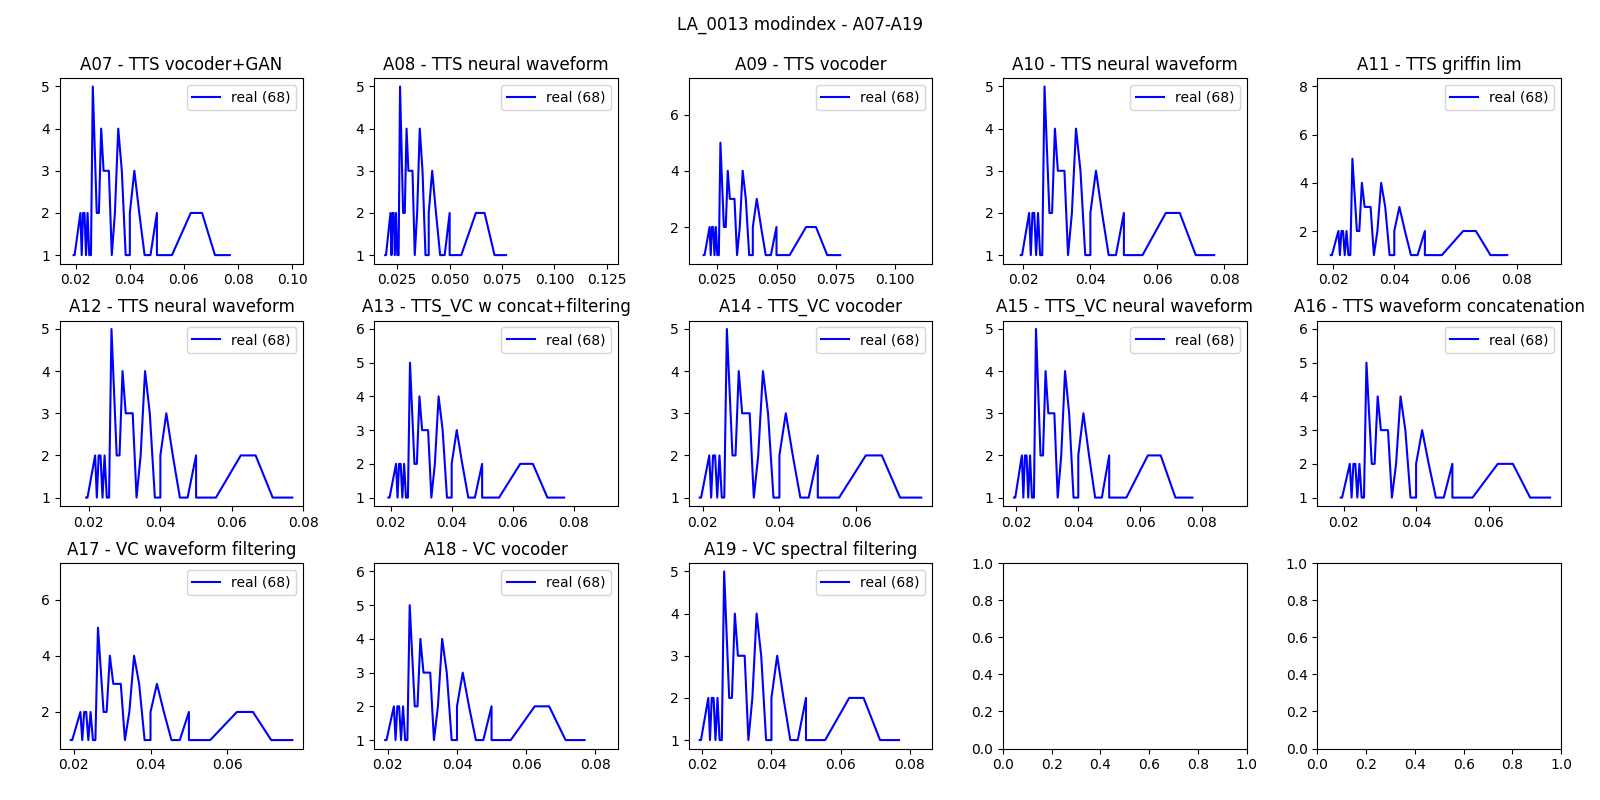 LA_0013 modindex - A07-A19
A07 - TTS vocoder+GAN
A08 - TTS neural waveform
A09 - TTS vocoder
A10 - TTS neural waveform
A11 - TTS griffin lim
real (68)
real (68)
real (68)
real (68)
real (68)
5
4
3
2
1
0.02 0.04 0.06 0.08 0.10
5
4
3
2
1
0.025 0.050 0.075 0.100 0.125
6
4
2
0.025 0.050 0.075 0.100
5
4
3
2
1
0.02 0.04 0.06 0.08
8
6
4
2
0.02 0.04 0.06 0.08
A12 - TTS neural waveform
A13 - TTS_VC w concat+filtering
A14 - TTS_VC vocoder
A15 - TTS_VC neural waveform
A16 - TTS waveform concatenation
real (68)
real (68)
real (68)
real (68)
real (68)
5
4
3
2
1
0.02 0.04 0.06 0.08
6
5
4
3
2
1
0.02 0.04 0.06 0.08
5
4
3
2
1
0.02 0.04 0.06
5
4
3
2
1
0.02 0.04 0.06 0.08
6
5
4
3
2
1
0.02 0.04 0.06
A17 - VC waveform filtering
A18 - VC vocoder
A19 - VC spectral filtering
real (68)
real (68)
real (68)
6
4
2
0.02 0.04 0.06
6
5
4
3
2
1
0.02 0.04 0.06 0.08
5
4
3
2
1
0.02 0.04 0.06 0.08
1.0
0.8
0.6
0.4
0.2
0.0
0.0 0.2 0.4 0.6 0.8 1.0
1.0
0.8
0.6
0.4
0.2
0.0
0.0 0.2 0.4 0.6 0.8 1.0